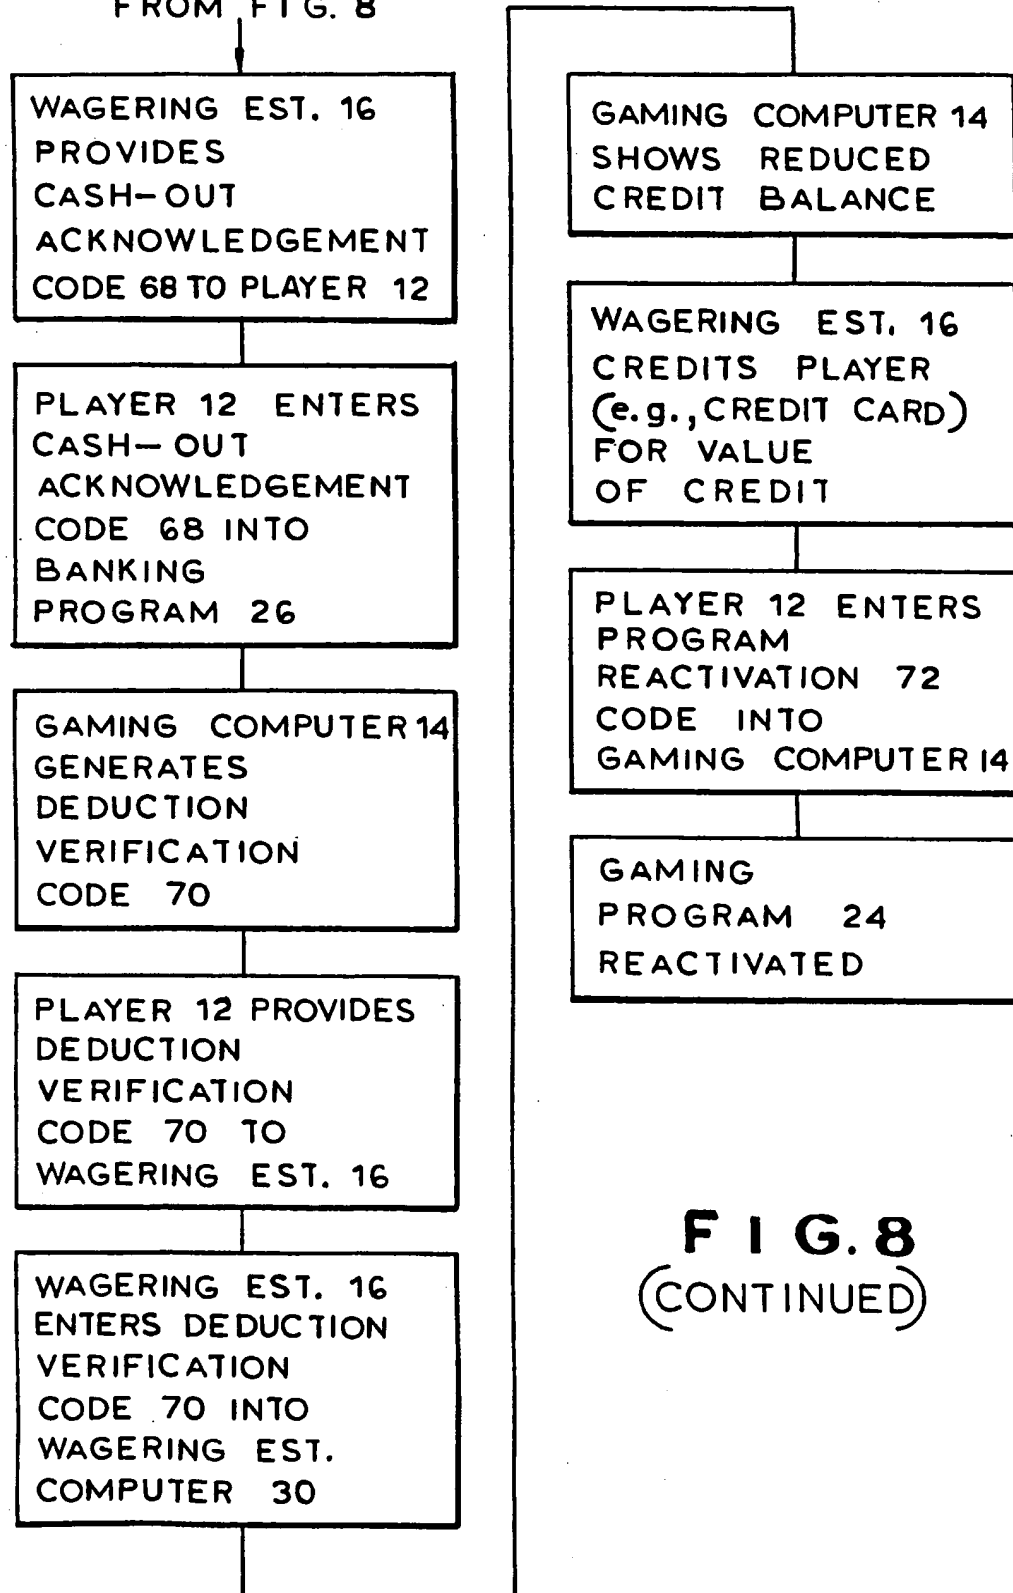 FROM FIG. 8
WAGERING EST. 16
PROVIDES
CASH-OUT
ACKNOWLEDGEMENT
CODE 68 TO PLAYER 12
PLAYER 12 ENTERS
CASH-OUT
ACKNOWLEDGEMENT
CODE 68 INTO
BANKING
PROGRAM 26
GAMING COMPUTER 14
GENERATES
DEDUCTION
VERIFICATION
CODE 70
PLAYER 12 PROVIDES
DEDUCTION
VERIFICATION
CODE 70 TO
WAGERING EST. 16
WAGERING EST. 16
ENTERS DEDUCTION
VERIFICATION
CODE 70 INTO
WAGERING EST.
COMPUTER 30
GAMING COMPUTER 14
SHOWS REDUCED
CREDIT BALANCE
WAGERING EST. 16
CREDITS PLAYER
(e.g., CREDIT CARD)
FOR VALUE
OF CREDIT
PLAYER 12 ENTERS
PROGRAM
REACTIVATION 72
CODE INTO
GAMING COMPUTER 14
GAMING
PROGRAM 24
REACTIVATED
FIG. 8
(CONTINUED)